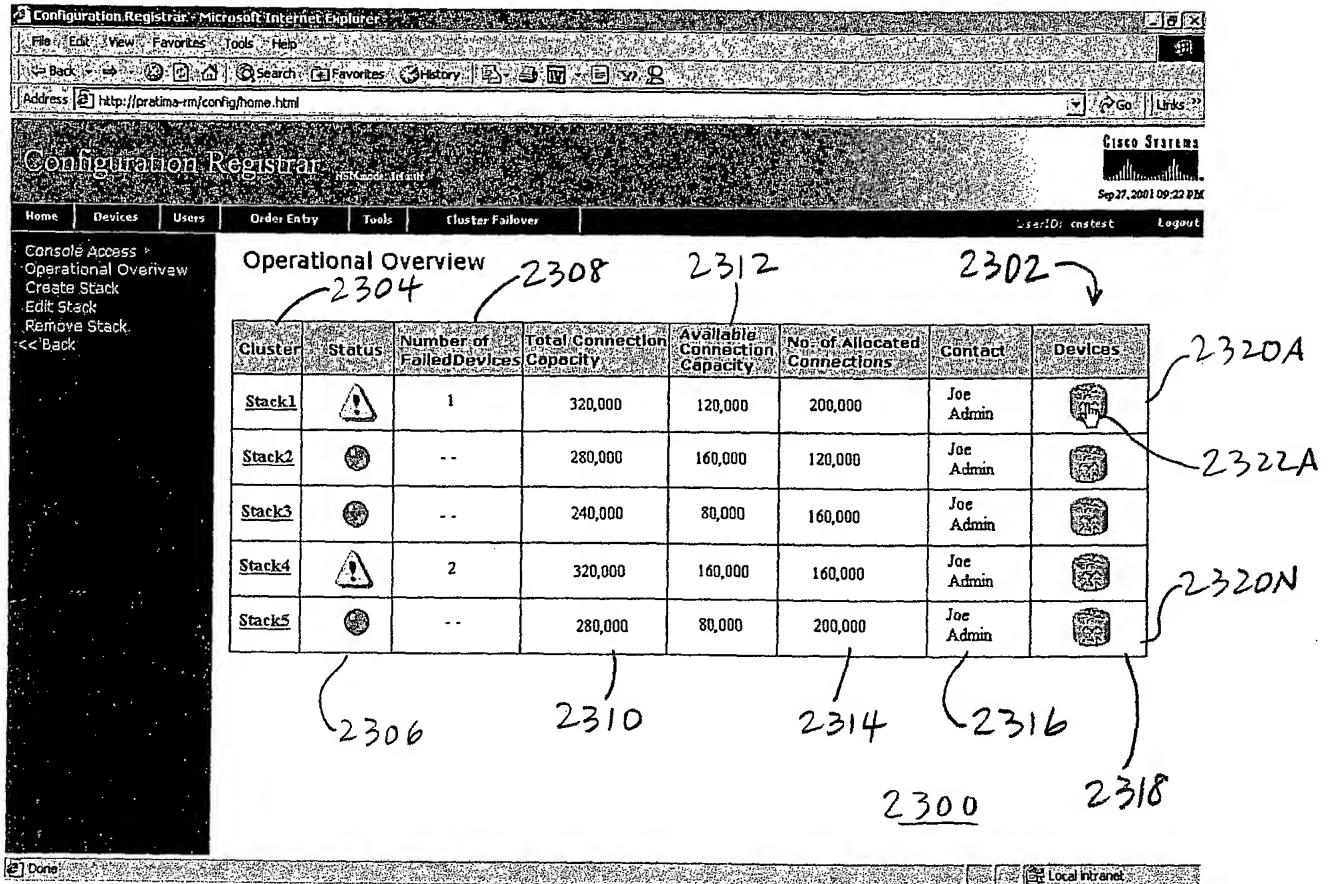 Configuration Registrar - Microsoft Internet Explorer
File Edit View Favorites Tools Help
Back Search Favorites History
Address http://pratima-rm/config/home.html Go Links »
Configuration Registrar
Cisco Systems
Sep 27, 2001 09:22 PM
Home Devices Users Order Entry Tools Cluster Failover UserID: cnstest Logout
Console Access
Operational Overivew
Create Stack
Edit Stack
Remove Stack
<< Back
Operational Overview
2304 2308 2312 2302
Cluster Status Number of FailedDevices Total Connection Capacity Available Connection Capacity No. of Allocated Connections Contact Devices 2320A
Stack1 1 320,000 120,000 200,000 Joe Admin
2322A
Stack2 -- 280,000 160,000 120,000 Joe Admin
Stack3 -- 240,000 80,000 160,000 Joe Admin
Stack4 2 320,000 160,000 160,000 Joe Admin
2320N
Stack5 -- 280,000 80,000 200,000 Joe Admin
2306 2310 2314 2316 2318
2300
Done Local intranet